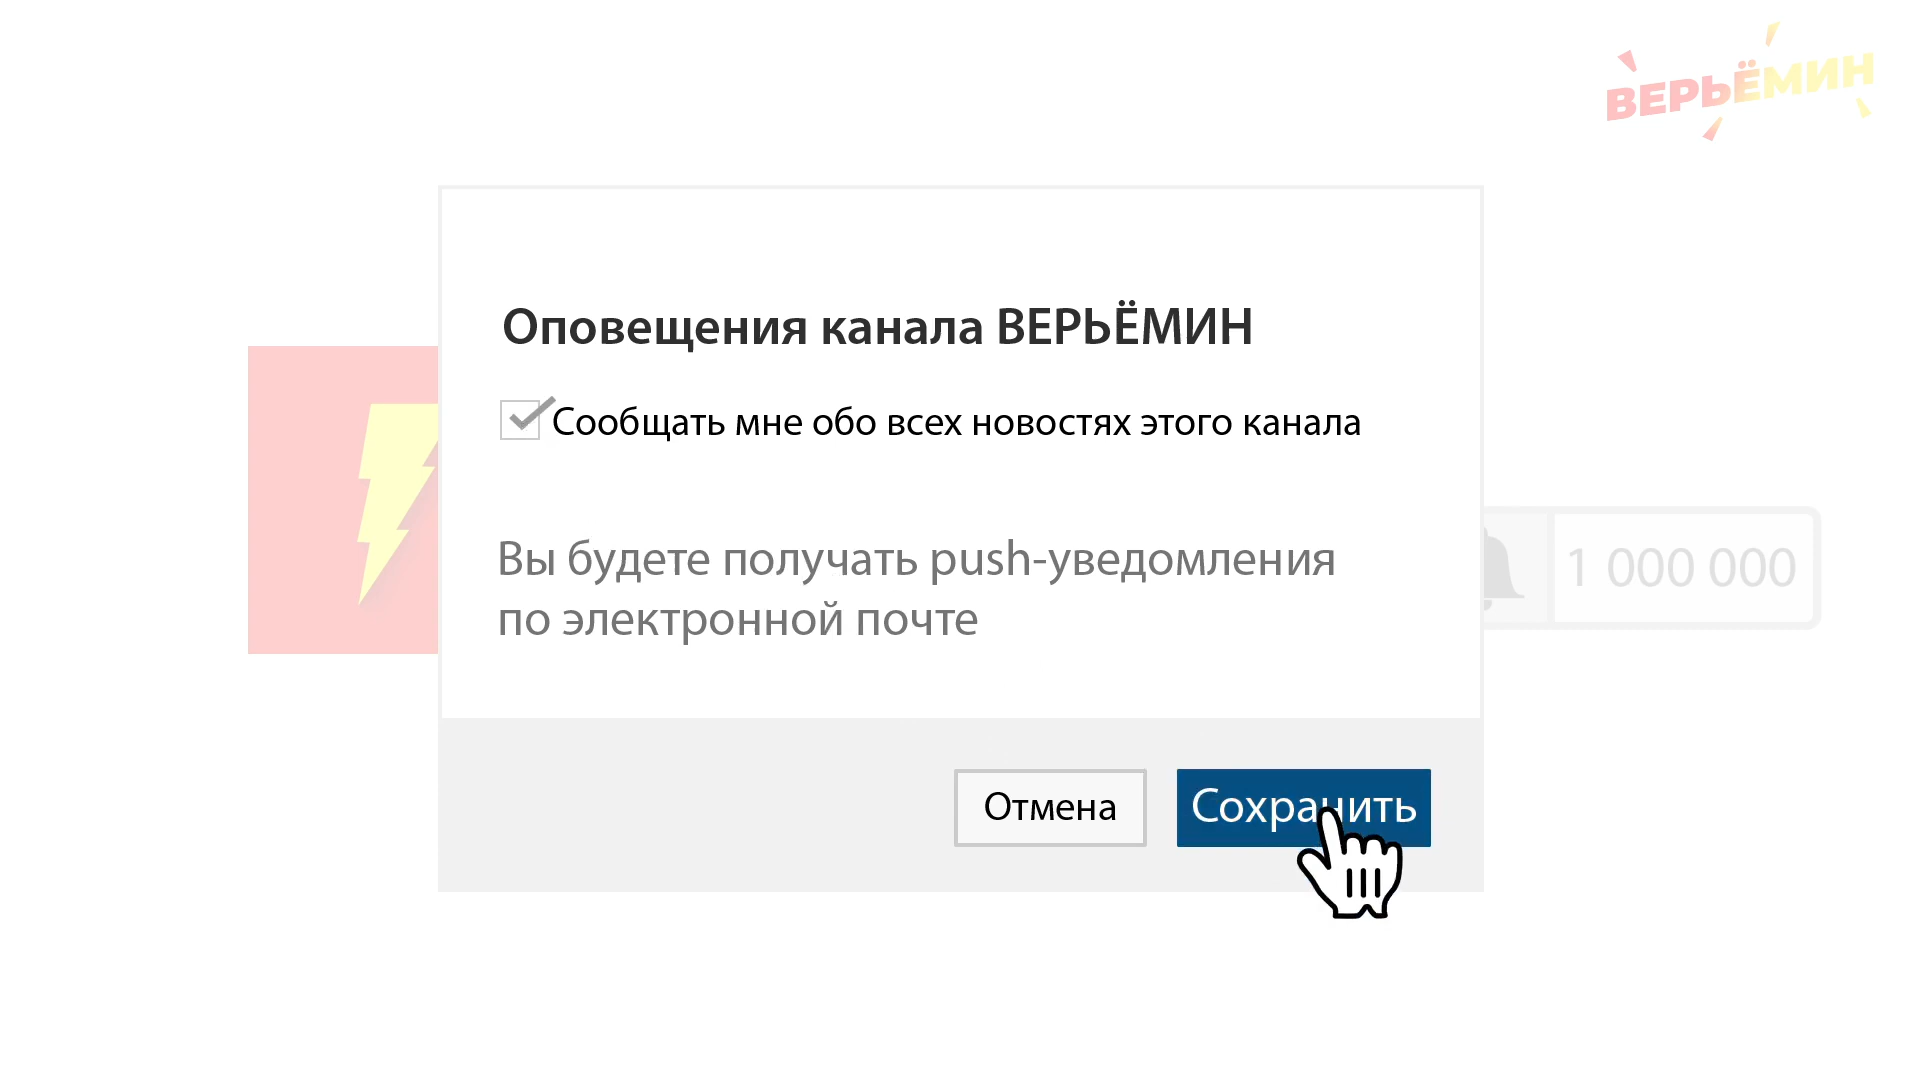 ВЕРЬЁМИН
Оповещения канала ВЕРЬЁМИН
Сообщать мне обо всех новостях этого канала
Вы будете получать push-уведомления
по электронной почте
1 000 000
Отмена
Сохранить